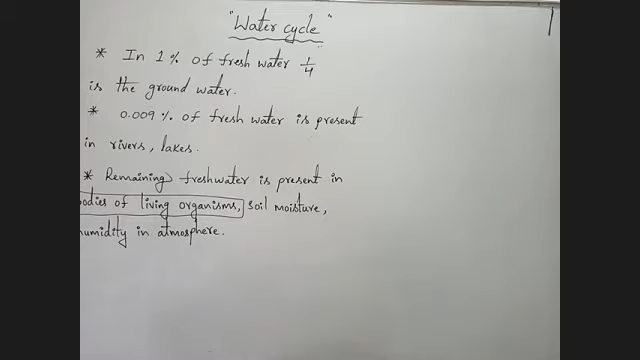 "Water cycle"
* In 1% of fresh water 1/4
is the ground water.
* 0.009 % of fresh water is present
in rivers, lakes.
* Remaining freshwater is present in
bodies of living organisms, soil moisture,
humidity in atmosphere.